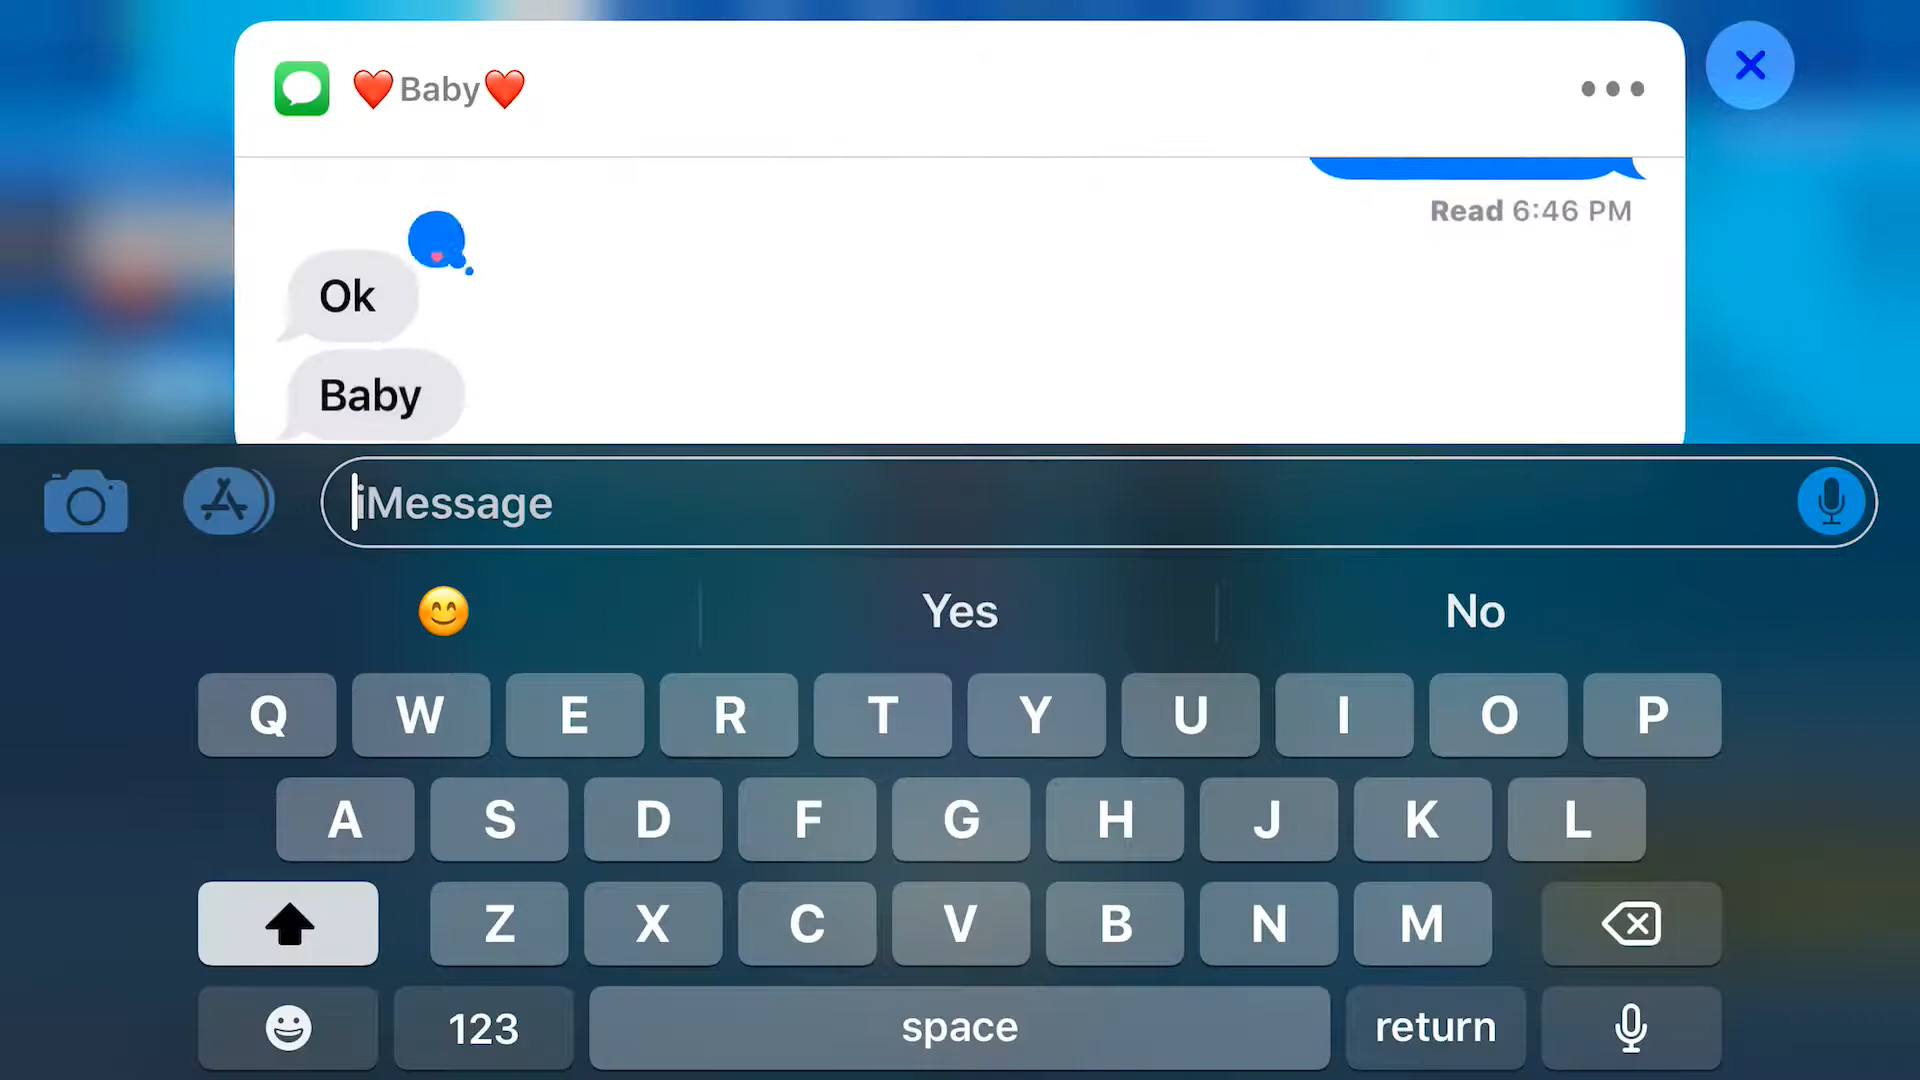 ❤️Baby❤️
Read 6:46 PM
Ok
Baby
iMessage
😊 Yes No
Q W E R T Y U I O P
A S D F G H J K L
Z X C V B N M
123 space return